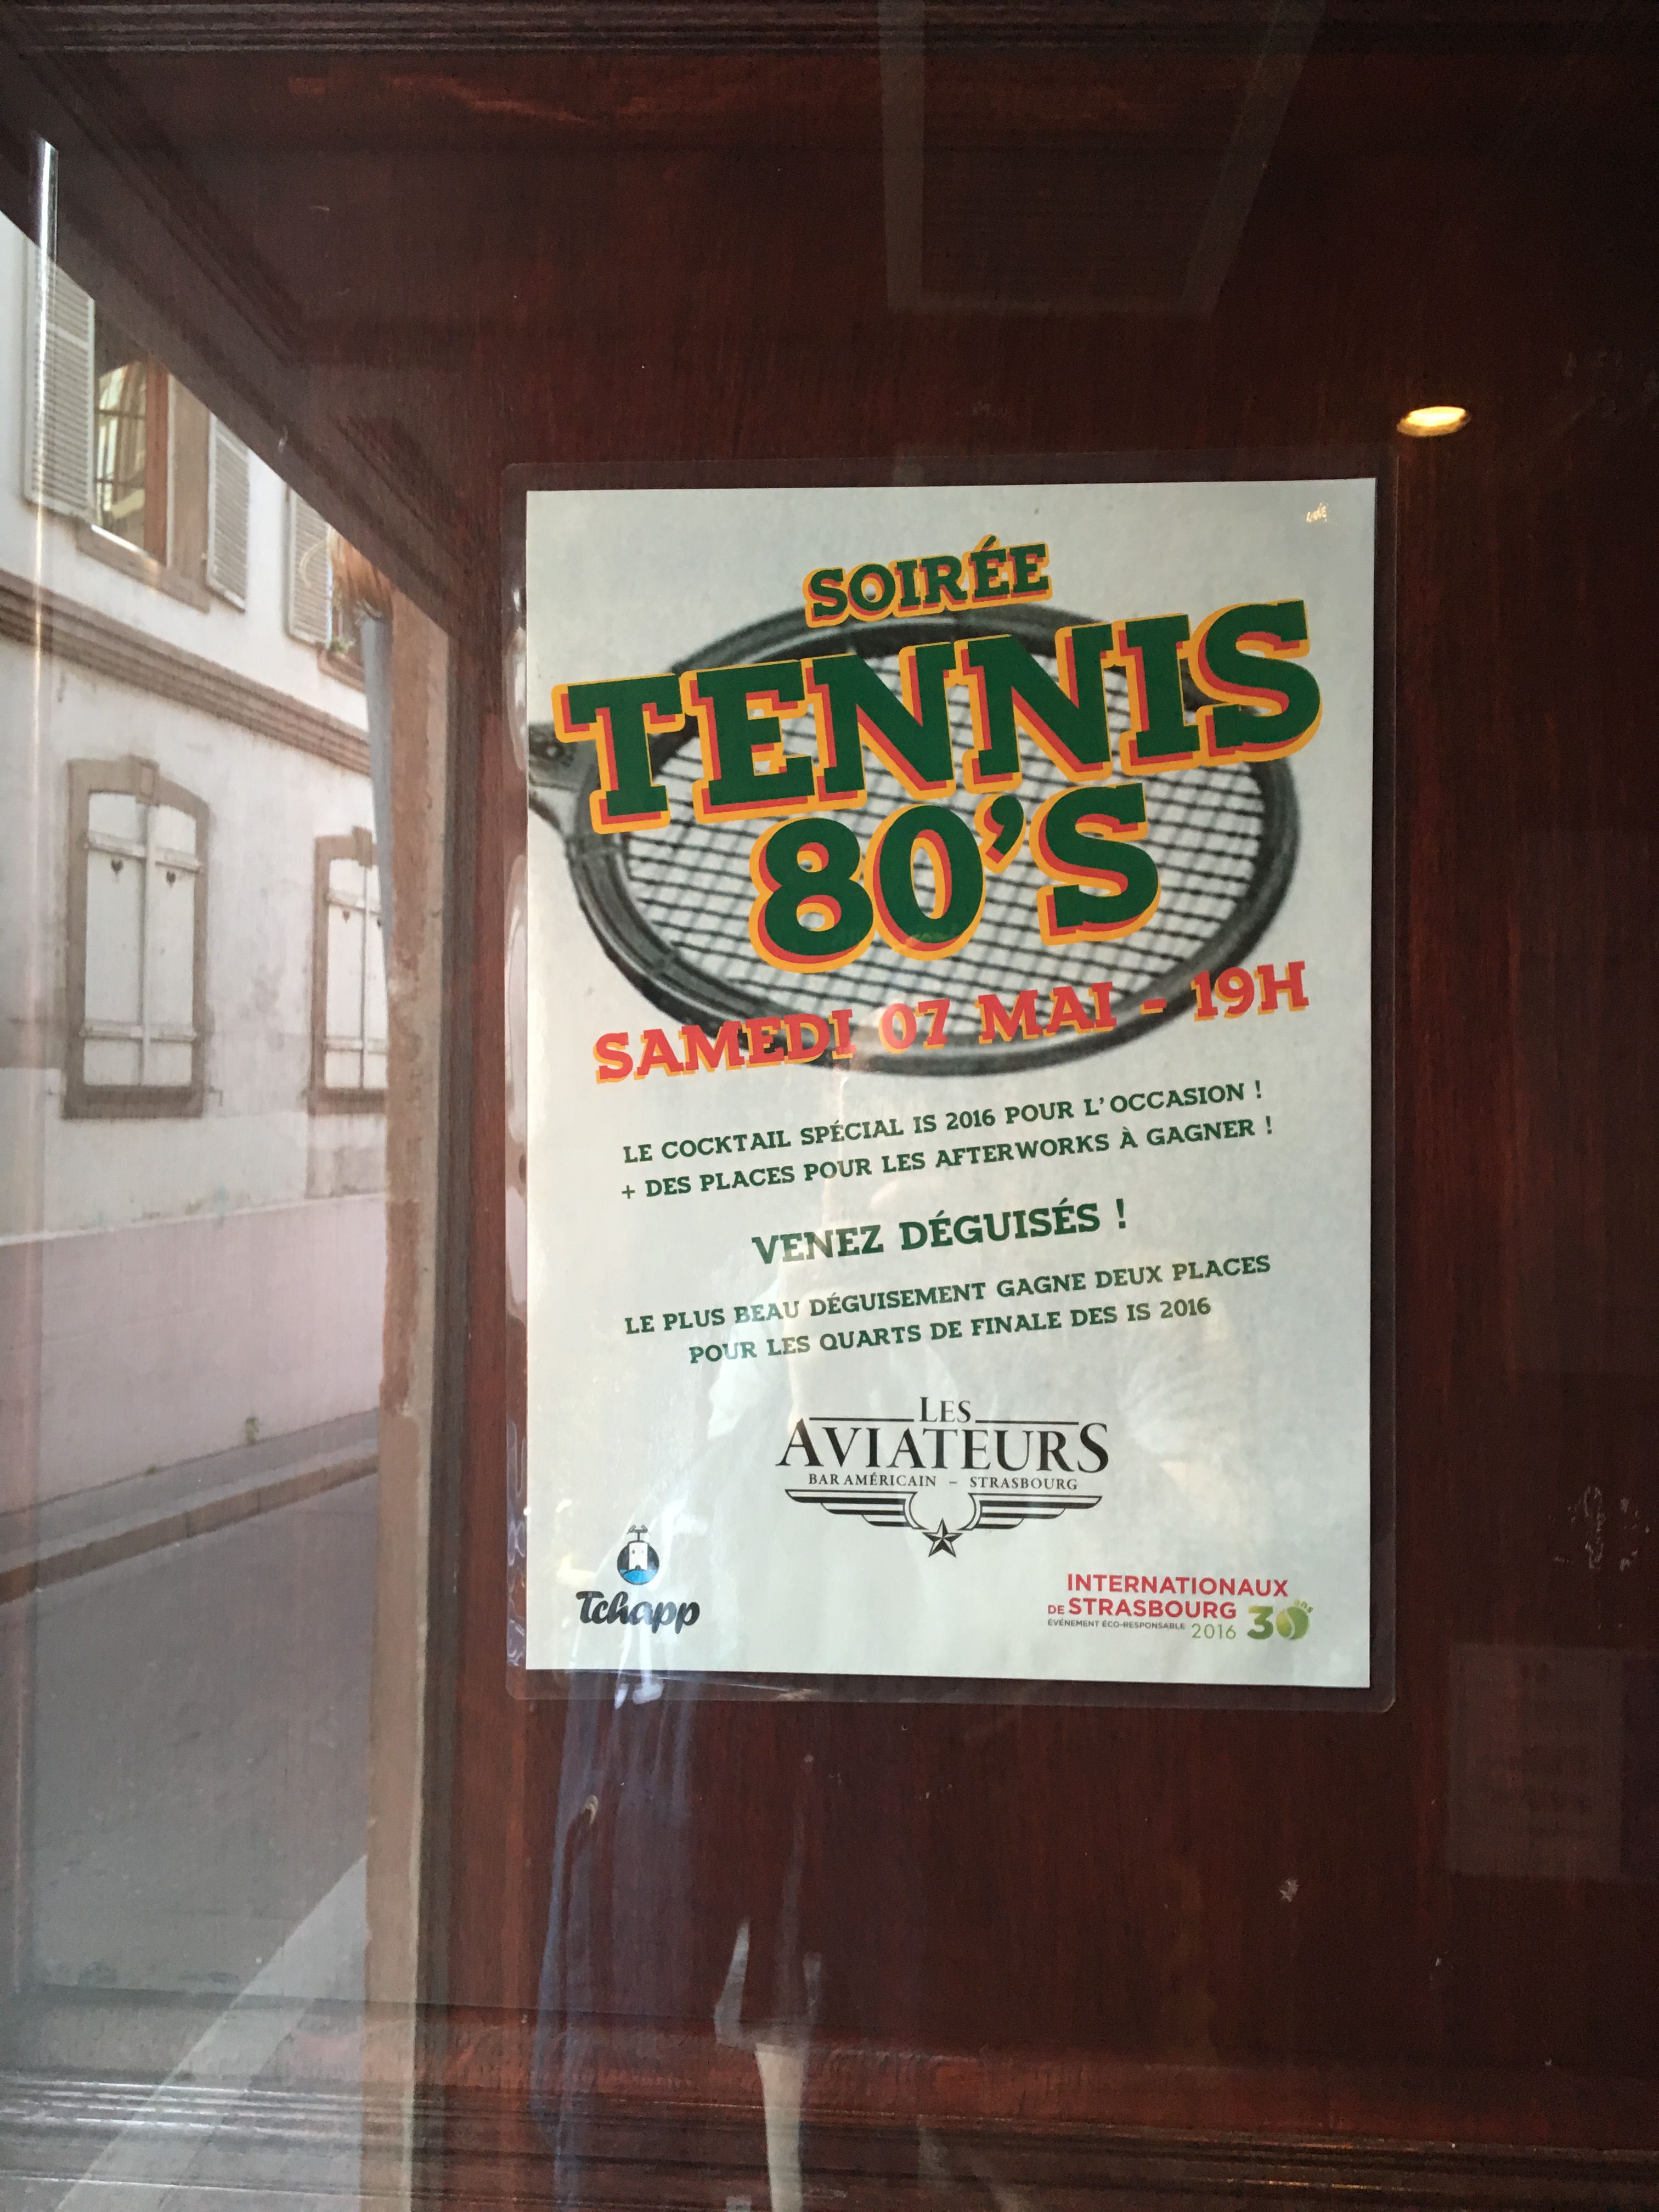 SOIRÉE
TENNIS
80'S
SAMEDI 07 MAI - 19H
LE COCKTAIL SPÉCIAL IS 2016 POUR L'OCCASION !
+ DES PLACES POUR LES AFTERWORKS À GAGNER !
VENEZ DÉGUISÉS !
LE PLUS BEAU DÉGUISEMENT GAGNE DEUX PLACES
POUR LES QUARTS DE FINALE DES IS 2016
LES
AVIATEURS
BAR AMÉRICAIN – STRASBOURG
Tchapp
INTERNATIONAUX
DE STRASBOURG
ÉVÉNEMENT ÉCO-RESPONSABLE 2016
30 ans